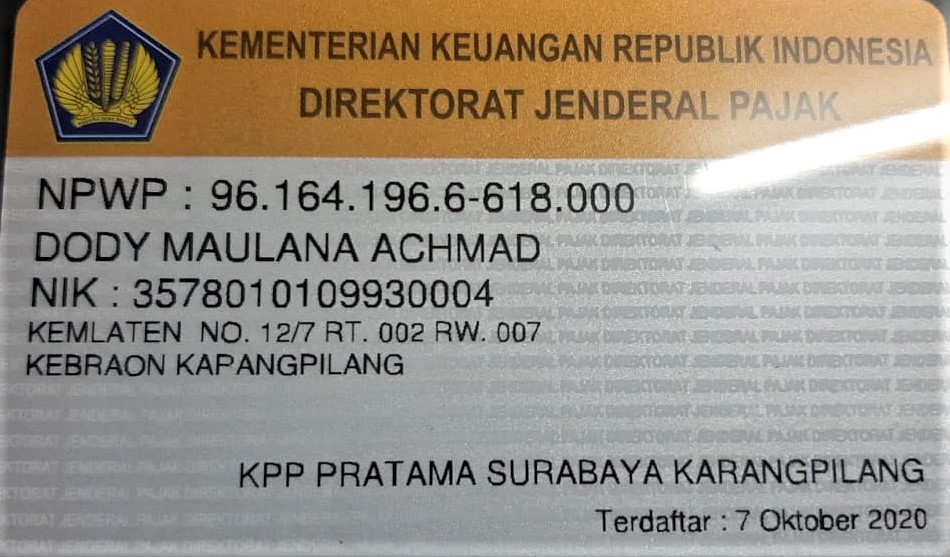 KEMENTERIAN KEUANGAN REPUBLIK INDONESIA
DIREKTORAT JENDERAL PAJAK
NPWP : 96.164.196.6-618.000
DODY MAULANA ACHMAD
NIK : 3578010109930004
KEMLATEN NO. 12/7 RT. 002 RW. 007
KEBRAON KAPANGPILANG
KPP PRATAMA SURABAYA KARANGPILANG
Terdaftar : 7 Oktober 2020